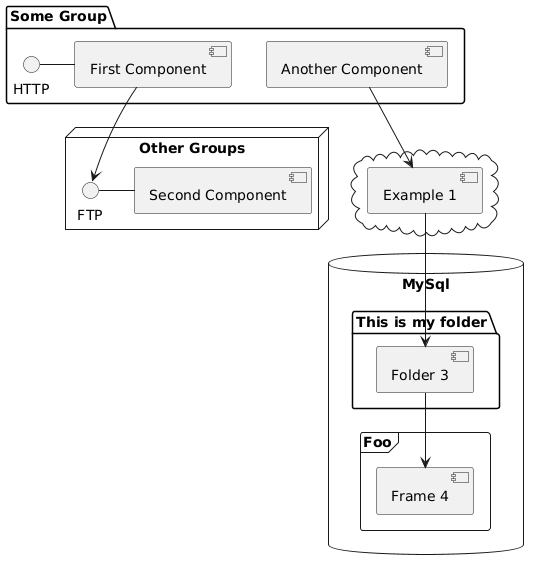 Some Group
First Component
Another Component
HTTP
Other Groups
Second Component
Example 1
FTP
MySql
This is my folder
Folder 3
Foo
Frame 4